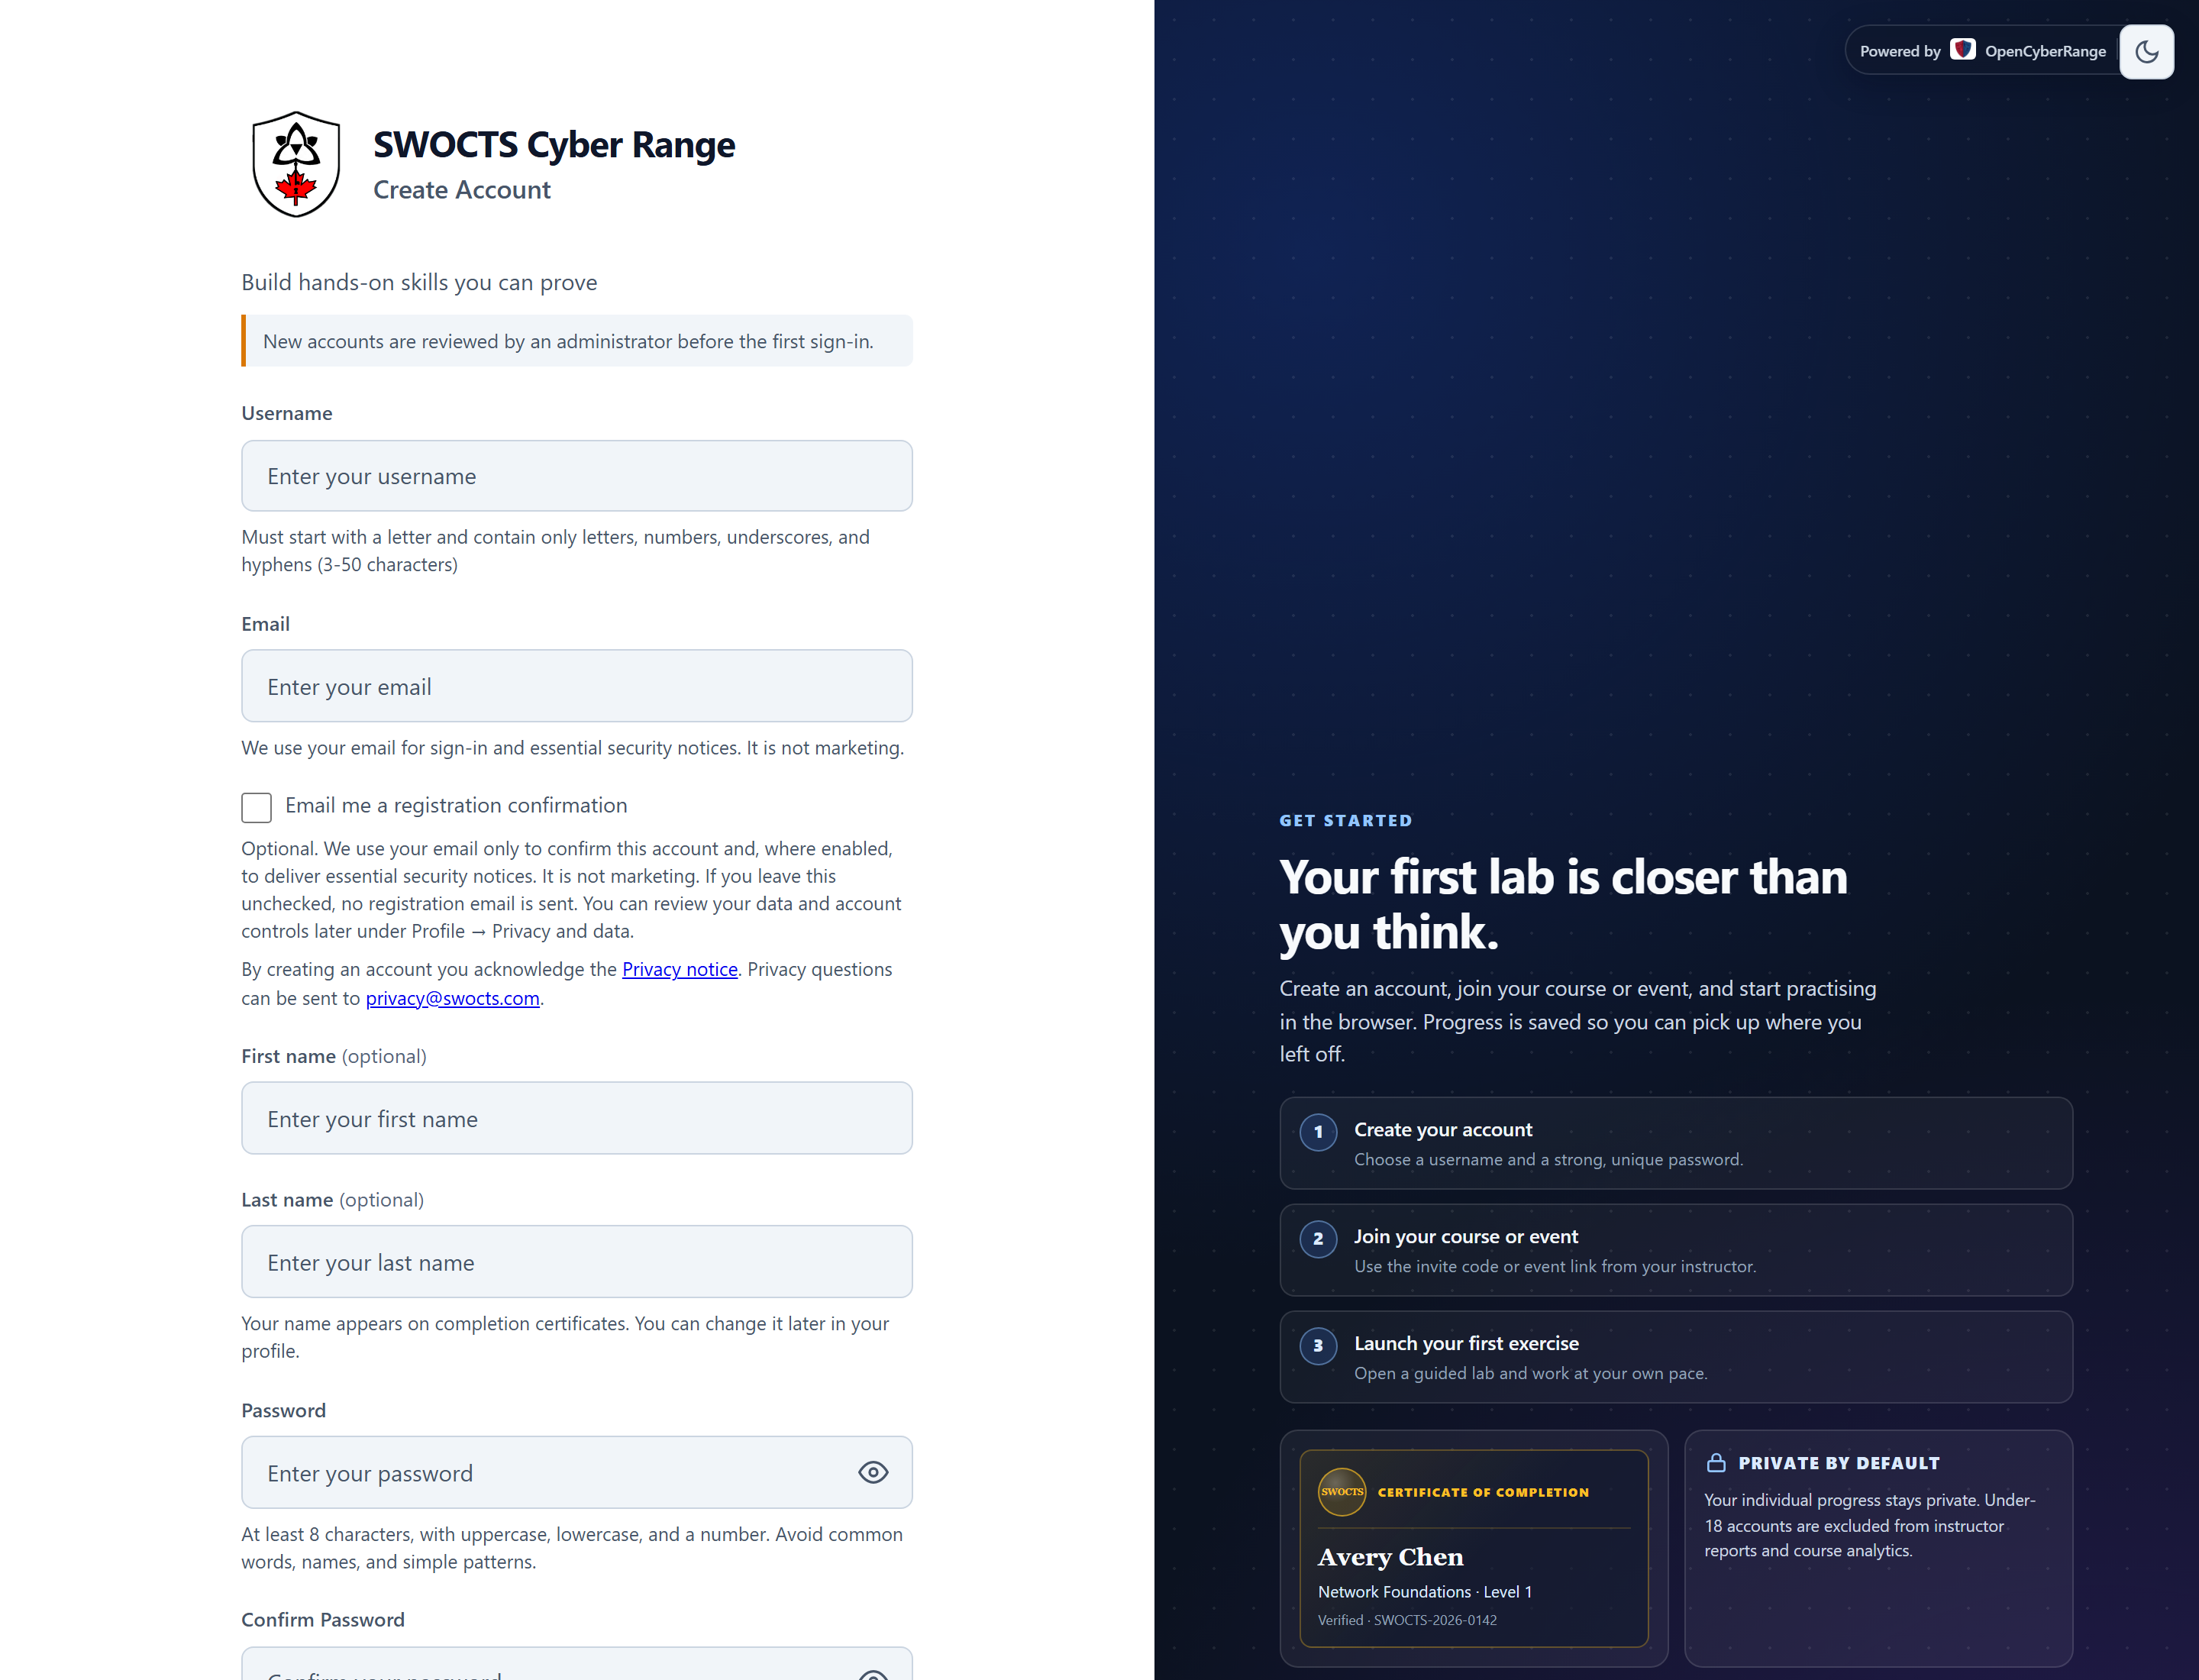 SWOCTS Cyber Range
Create Account
Build hands-on skills you can prove
New accounts are reviewed by an administrator before the first sign-in.
Username
Enter your username
Must start with a letter and contain only letters, numbers, underscores, and
hyphens (3-50 characters)
Email
Enter your email
We use your email for sign-in and essential security notices. It is not marketing.
Email me a registration confirmation
Optional. We use your email only to confirm this account and, where enabled,
to deliver essential security notices. It is not marketing. If you leave this
unchecked, no registration email is sent. You can review your data and account
controls later under Profile → Privacy and data.
By creating an account you acknowledge the Privacy notice. Privacy questions
can be sent to privacy@swocts.com.
First name (optional)
Enter your first name
Last name (optional)
Enter your last name
Your name appears on completion certificates. You can change it later in your
profile.
Password
Enter your password
At least 8 characters, with uppercase, lowercase, and a number. Avoid common
words, names, and simple patterns.
Confirm Password
Confirm your password
Powered by OpenCyberRange
GET STARTED
Your first lab is closer than
you think.
Create an account, join your course or event, and start practising
in the browser. Progress is saved so you can pick up where you
left off.
1 Create your account
Choose a username and a strong, unique password.
2 Join your course or event
Use the invite code or event link from your instructor.
3 Launch your first exercise
Open a guided lab and work at your own pace.
SWOCTS CERTIFICATE OF COMPLETION
Avery Chen
Network Foundations · Level 1
Verified · SWOCTS-2026-0142
PRIVATE BY DEFAULT
Your individual progress stays private. Under-
18 accounts are excluded from instructor
reports and course analytics.